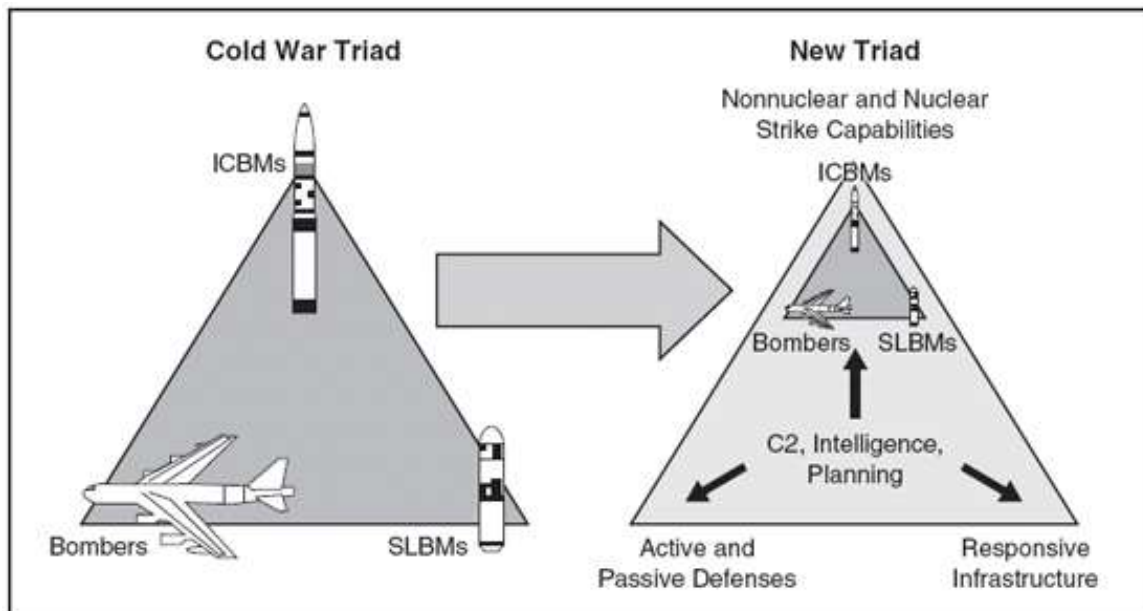 Cold War Triad
ICBMs
Bombers
SLBMs
New Triad
Nonnuclear and Nuclear
Strike Capabilities
ICBMs
Bombers
SLBMs
C2, Intelligence,
Planning
Active and
Passive Defenses
Responsive
Infrastructure